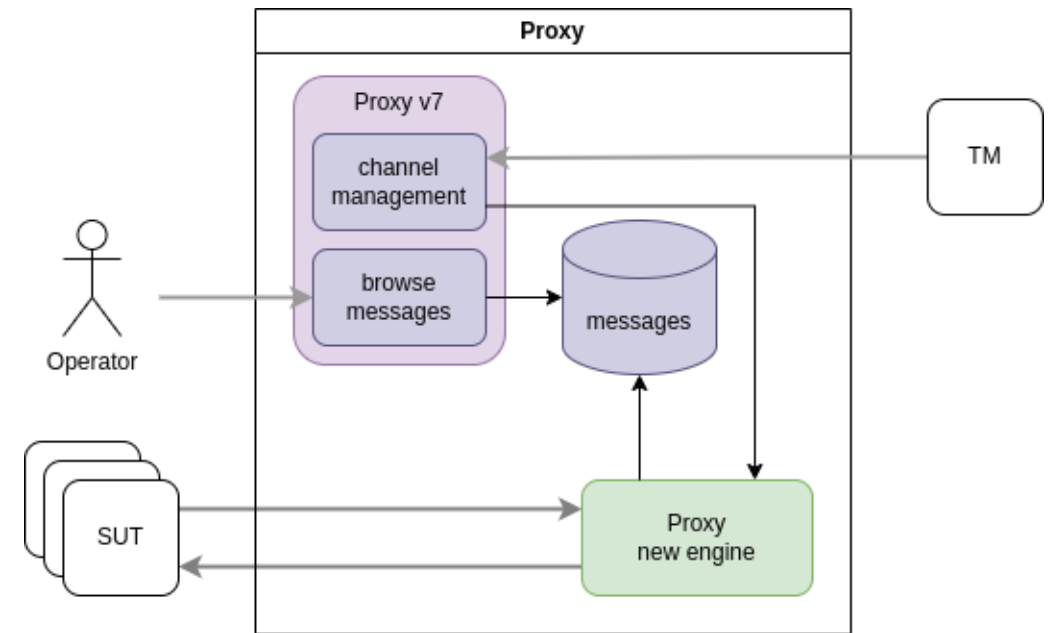 Proxy
Proxy v7
channel
management
TM
browse
messages
messages
Operator
SUT
Proxy
new engine